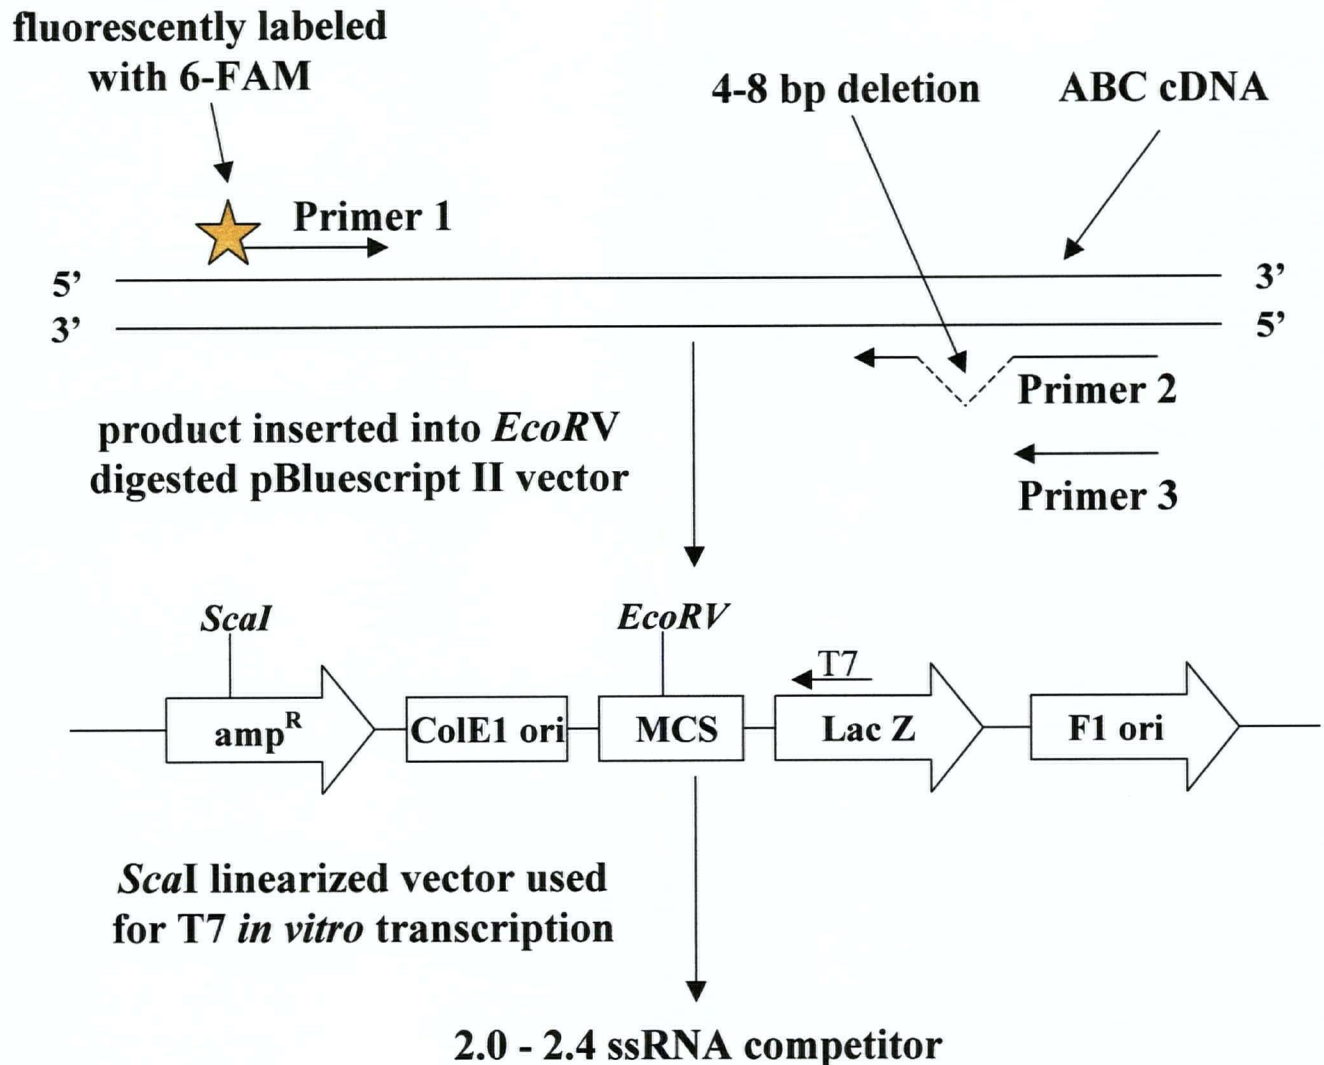 fluorescently labeled
with 6-FAM
4-8 bp deletion
ABC cDNA
Primer 1
5’
3’
3’
5’
Primer 2
product inserted into EcoRV
digested pBluescript II vector
Primer 3
ScaI
EcoRV
T7
ampR
ColE1 ori
MCS
Lac Z
F1 ori
ScaI linearized vector used
for T7 in vitro transcription
2.0 - 2.4 ssRNA competitor